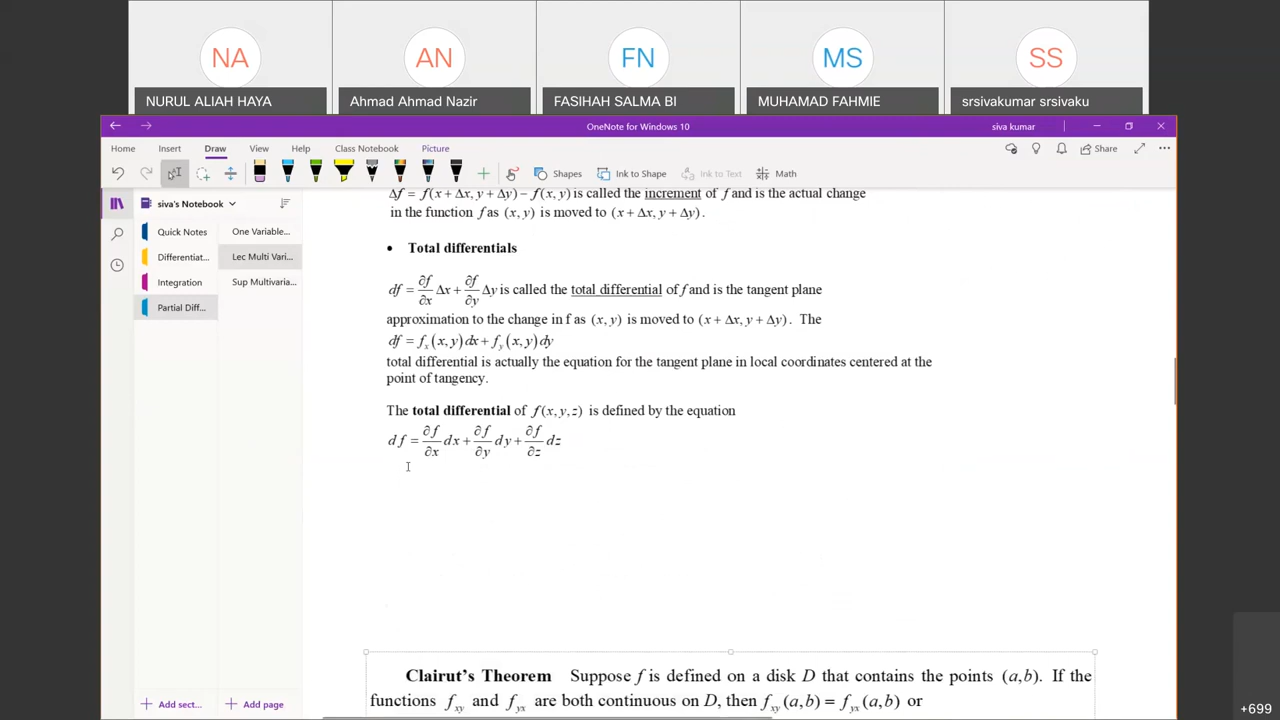 NA
AN
FN
MS
SS
NURUL ALIAH HAYA
Ahmad Ahmad Nazir
FASIHAH SALMA BI
MUHAMAD FAHMIE
srsivakumar srsivaku
OneNote for Windows 10
siva kumar
Home
Insert
Draw
View
Help
Class Notebook
Picture
Share
Shapes
Ink to Shape
Ink to Text
Math
siva's Notebook
Quick Notes
Differentiat...
Integration
Partial Diff...
One Variable...
Lec Multi Vari...
Sup Multivaria...
Δf = f(x + Δx, y + Δy) − f(x, y) is called the increment of f and is the actual change
in the function f as (x, y) is moved to (x + Δx, y + Δy).
• Total differentials
df = ∂f/∂x Δx + ∂f/∂y Δy is called the total differential of f and is the tangent plane
approximation to the change in f as (x, y) is moved to (x + Δx, y + Δy). The
df = fx(x, y)dx + fy(x, y)dy
total differential is actually the equation for the tangent plane in local coordinates centered at the
point of tangency.
The total differential of f(x, y, z) is defined by the equation
d f = ∂f/∂x dx + ∂f/∂y dy + ∂f/∂z dz
Clairut's Theorem Suppose f is defined on a disk D that contains the points (a,b). If the
functions fxy and fyx are both continuous on D, then fxy(a,b) = fyx(a,b) or
Add sect...
Add page
+699